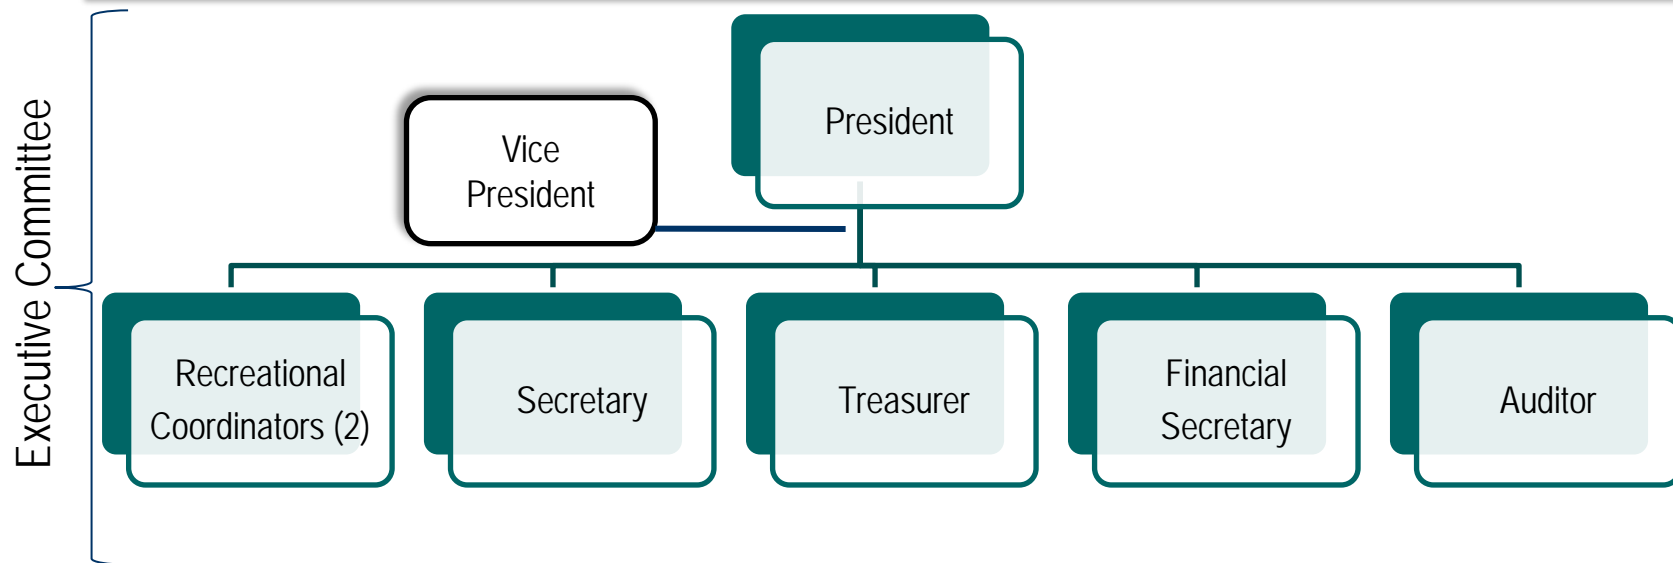 Executive Committee
President
Vice
President
Recreational
Coordinators (2)
Secretary
Treasurer
Financial
Secretary
Auditor